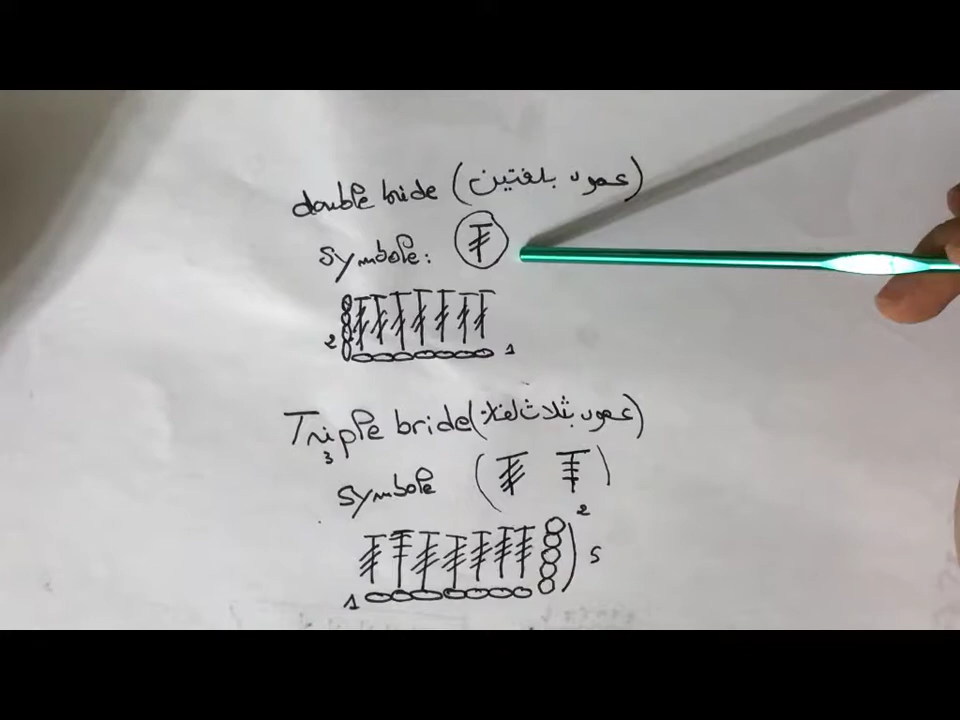 double bride (عمود بلفتين)
symbole:
2 1
Triple bride (عمود بثلاث لفات)
3
symbole ( )
2
1 5